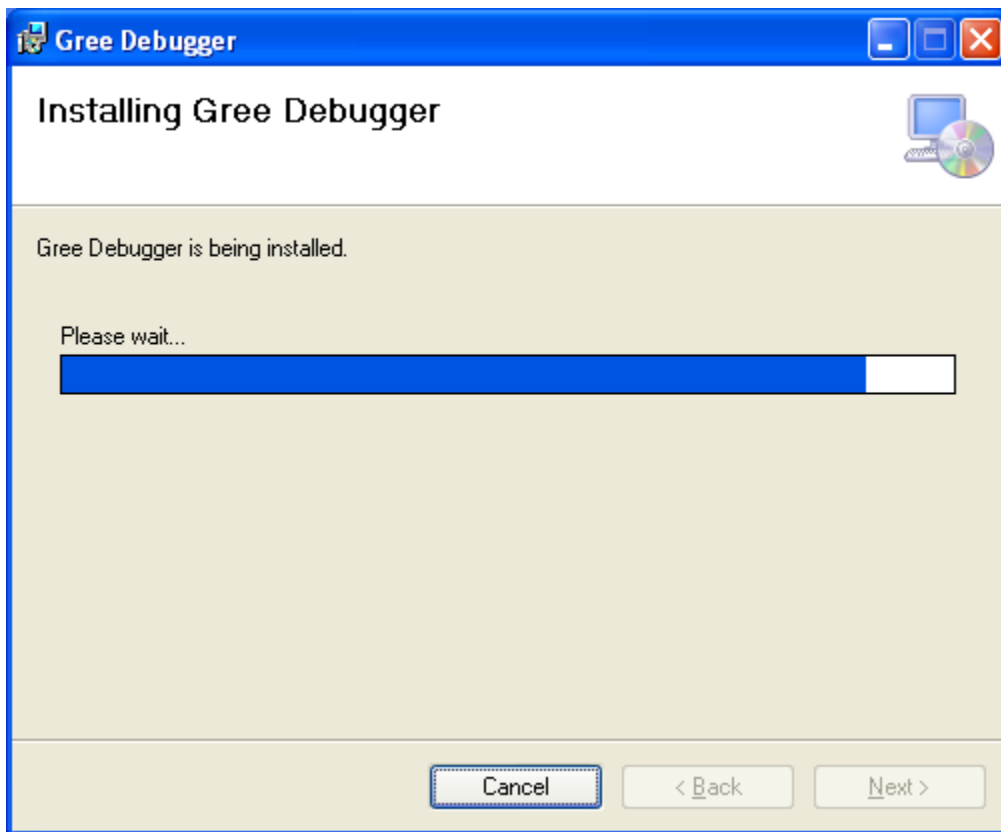 Gree Debugger
Installing Gree Debugger
Gree Debugger is being installed.
Please wait...
Cancel
< Back
Next >